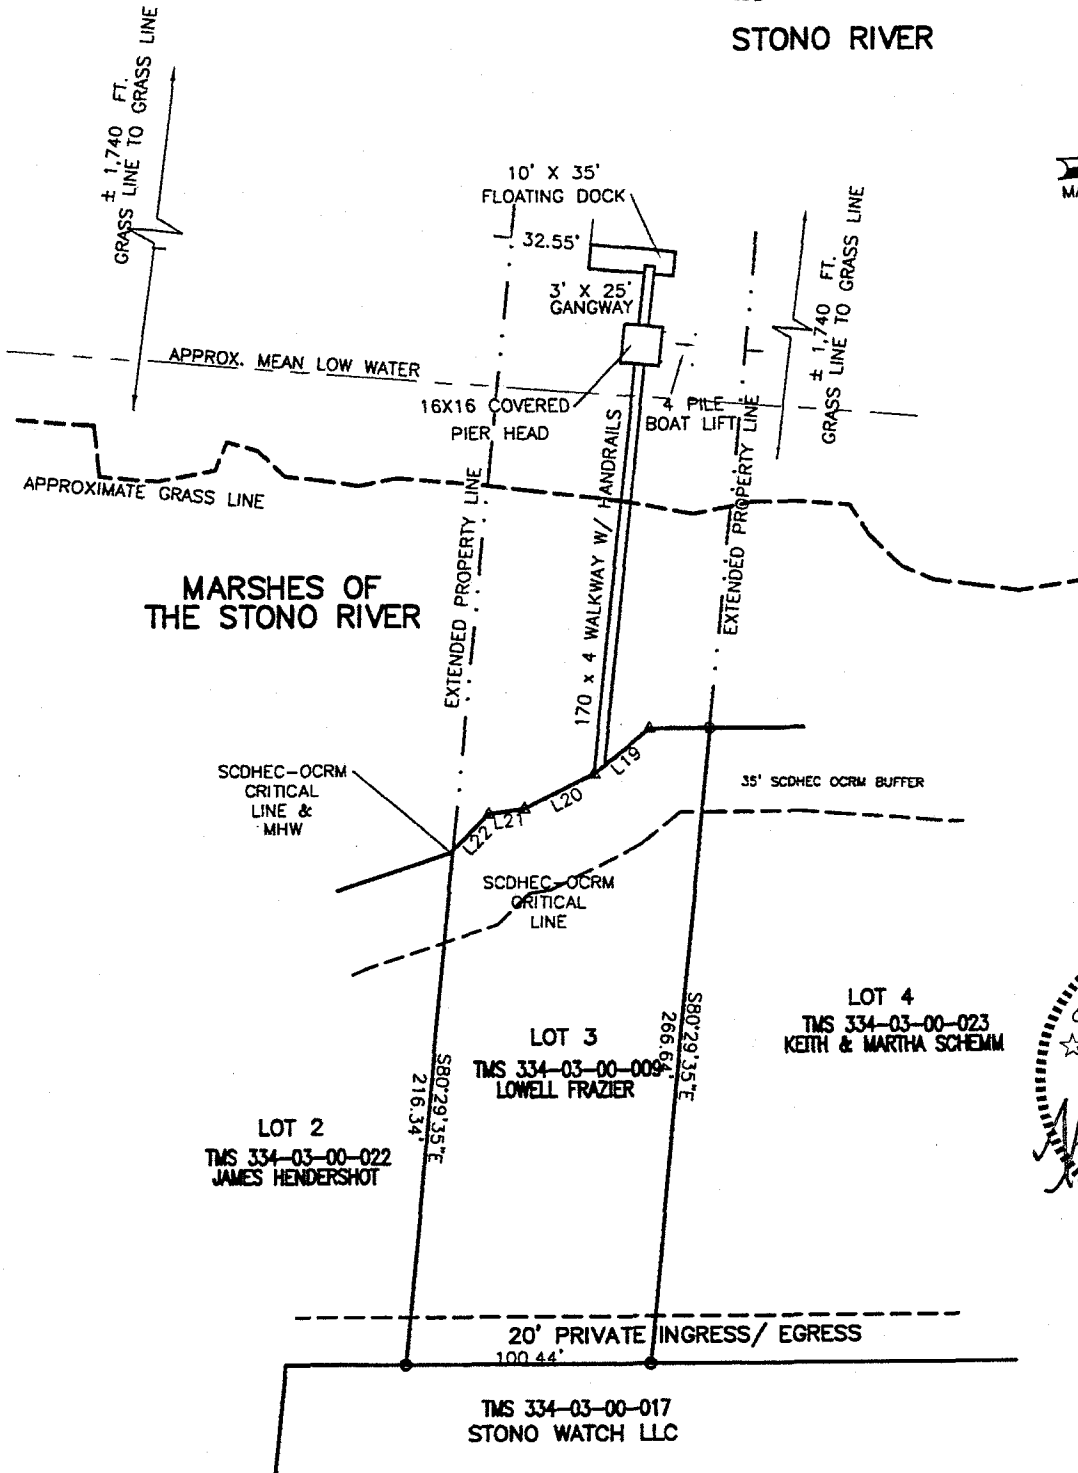 STONO RIVER
± 1,740 FT.
GRASS LINE TO GRASS LINE
10' X 35'
FLOATING DOCK
32.55'
3' X 25'
GANGWAY
± 1,740 FT.
GRASS LINE TO GRASS LINE
APPROX. MEAN LOW WATER
16X16 COVERED
PIER HEAD
4 PILE
BOAT LIFT
APPROXIMATE GRASS LINE
EXTENDED PROPERTY LINE
170 x 4 WALKWAY W/ HANDRAILS
EXTENDED PROPERTY LINE
MARSHES OF
THE STONO RIVER
SCDHEC-OCRM
CRITICAL
LINE &
MHW
L19
L20
L21
L22
35' SCDHEC OCRM BUFFER
SCDHEC-OCRM
CRITICAL
LINE
LOT 4
TMS 334-03-00-023
KEITH & MARTHA SCHEMM
LOT 3
TMS 334-03-00-009
LOWELL FRAZIER
S80°29'35"E
266.64'
S80°29'35"E
216.34'
LOT 2
TMS 334-03-00-022
JAMES HENDERSHOT
20' PRIVATE INGRESS/ EGRESS
100.44'
TMS 334-03-00-017
STONO WATCH LLC